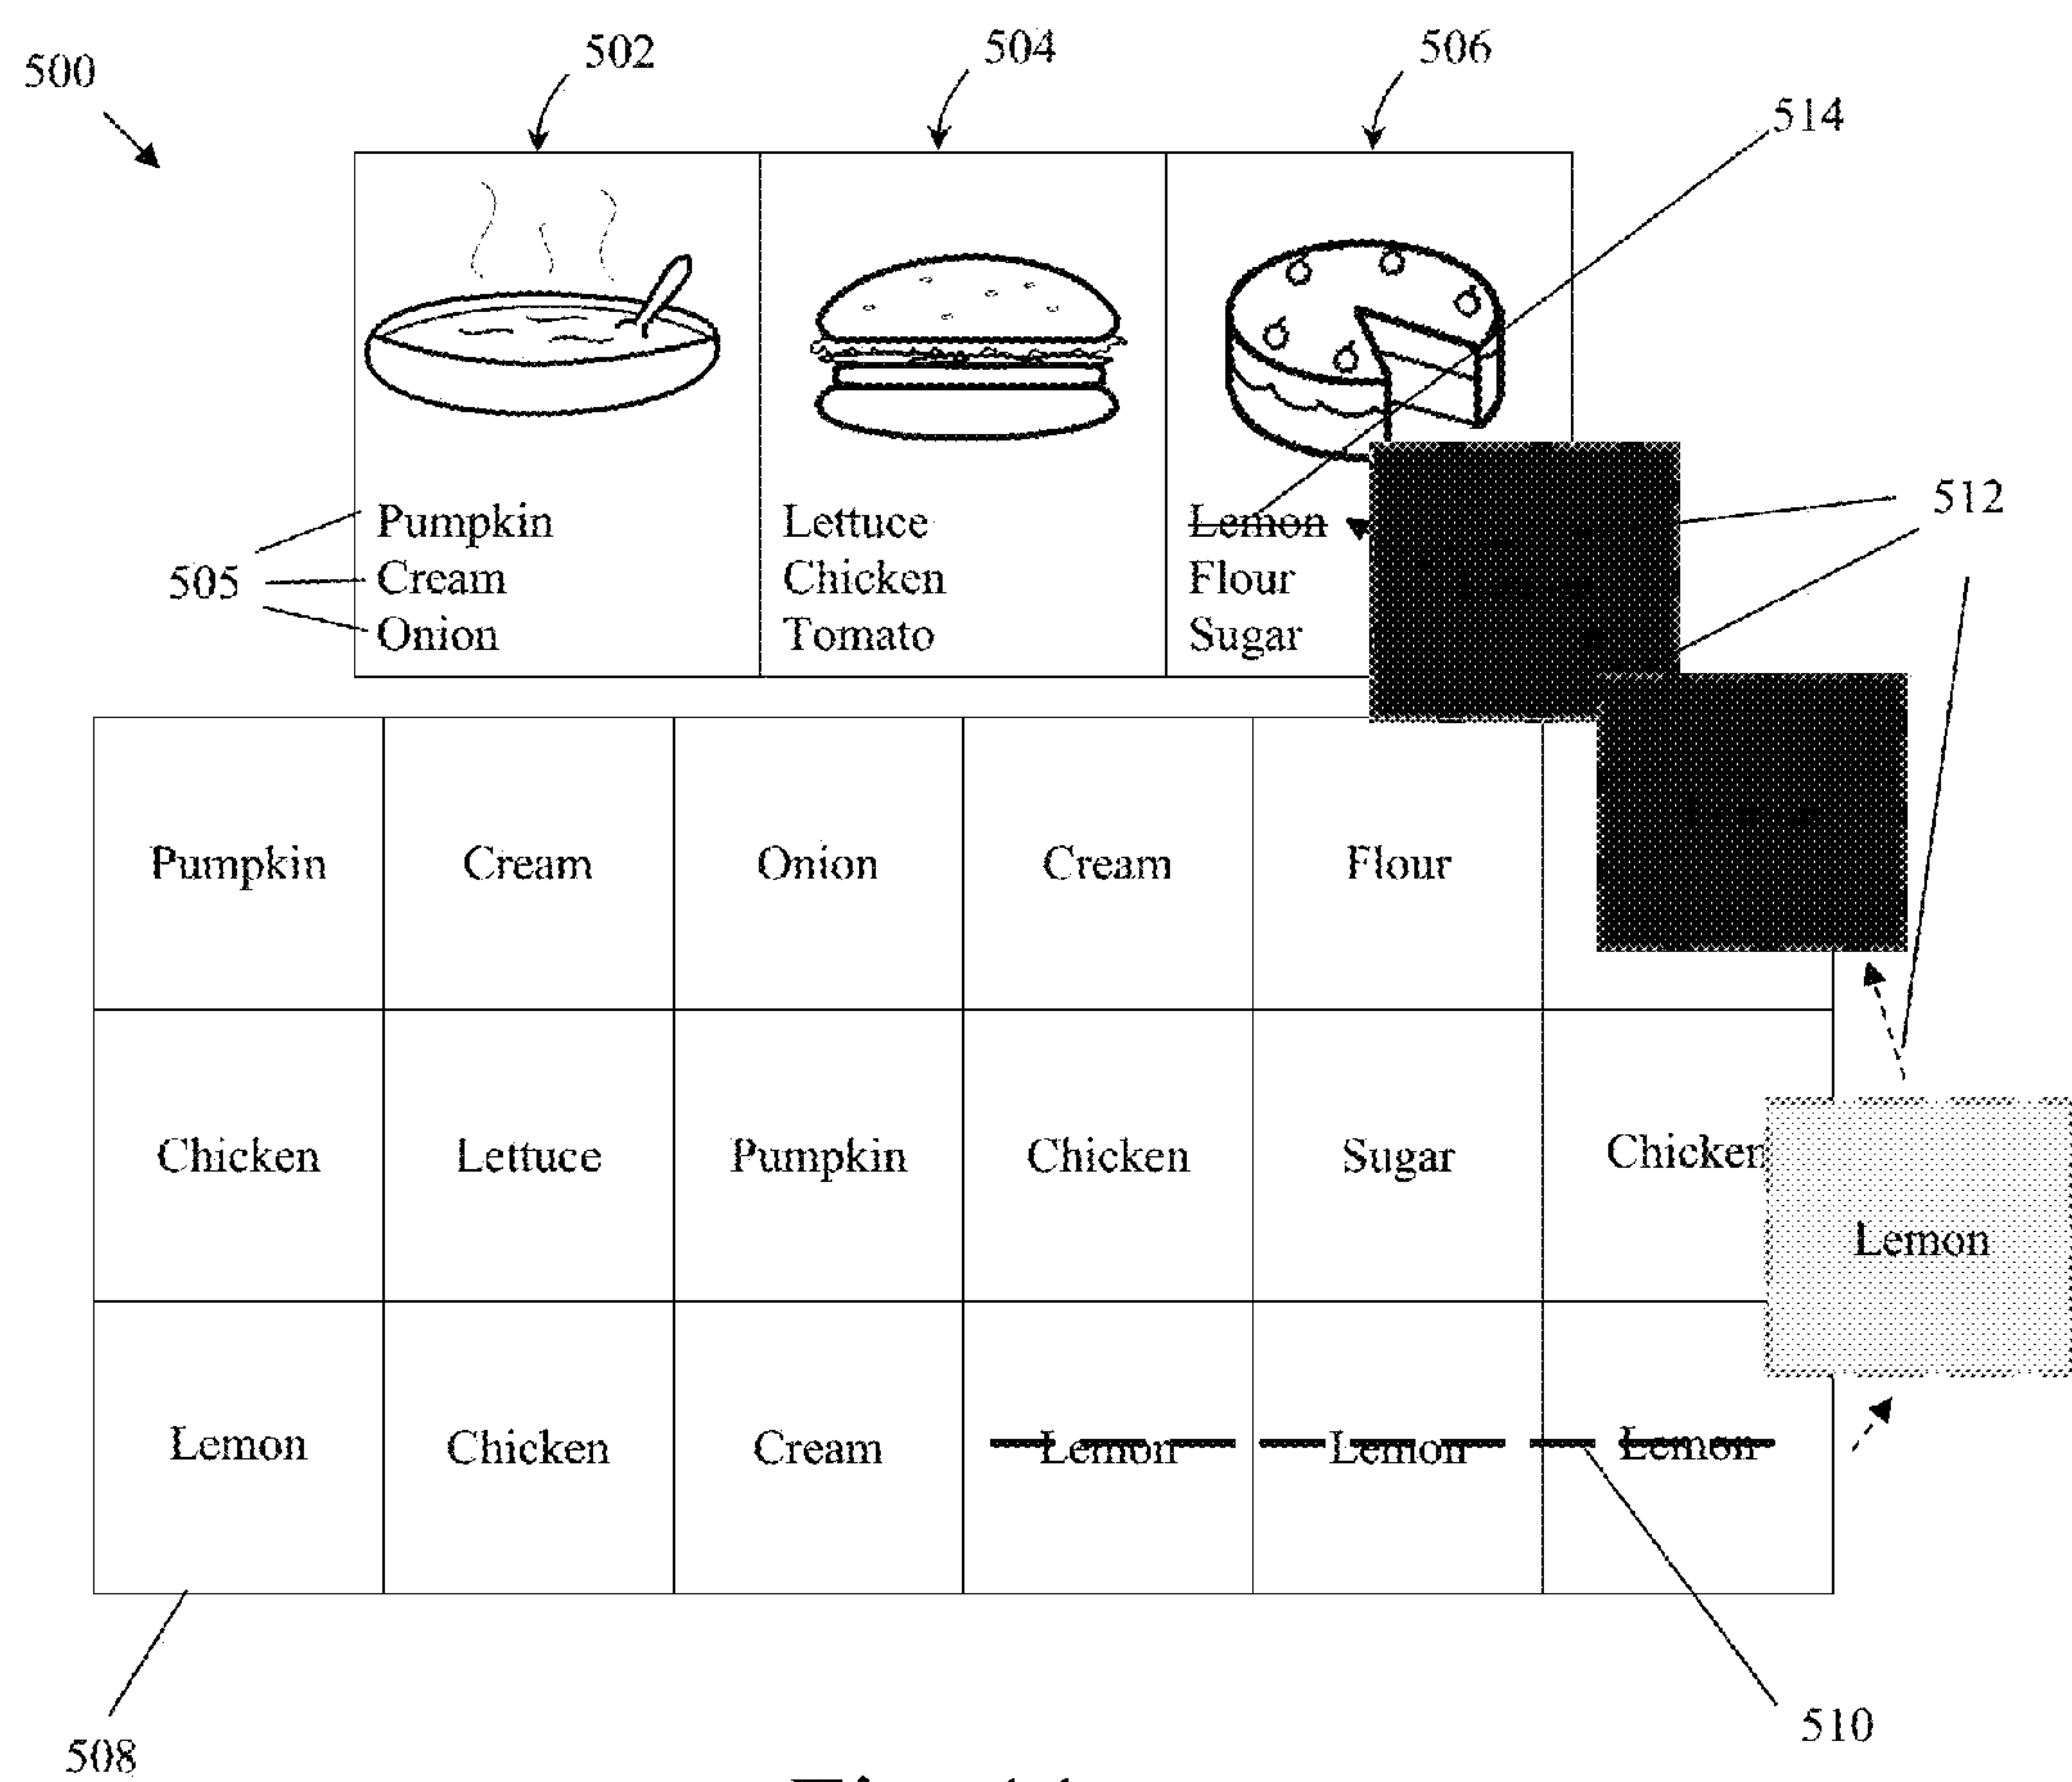 500
502
504
506
514
Pumpkin
Cream
Onion
Lettuce
Chicken
Tomato
Lemon
Flour
Sugar
505
512
Pumpkin Cream Onion Cream Flour
Chicken Lettuce Pumpkin Chicken Sugar Chicken
Lemon
Lemon Chicken Cream Lemon Lemon Lemon
508
510